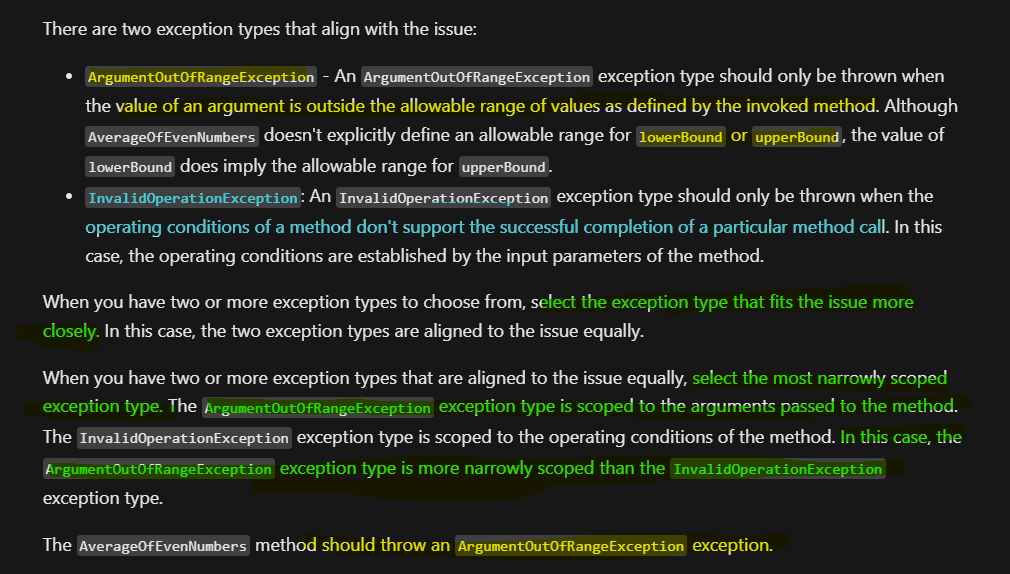 There are two exception types that align with the issue:
• ArgumentOutOfRangeException - An ArgumentOutOfRangeException exception type should only be thrown when
the value of an argument is outside the allowable range of values as defined by the invoked method. Although
AverageOfEvenNumbers doesn't explicitly define an allowable range for lowerBound or upperBound, the value of
lowerBound does imply the allowable range for upperBound.
• InvalidOperationException: An InvalidOperationException exception type should only be thrown when the
operating conditions of a method don't support the successful completion of a particular method call. In this
case, the operating conditions are established by the input parameters of the method.
When you have two or more exception types to choose from, select the exception type that fits the issue more
closely. In this case, the two exception types are aligned to the issue equally.
When you have two or more exception types that are aligned to the issue equally, select the most narrowly scoped
exception type. The ArgumentOutOfRangeException exception type is scoped to the arguments passed to the method.
The InvalidOperationException exception type is scoped to the operating conditions of the method. In this case, the
ArgumentOutOfRangeException exception type is more narrowly scoped than the InvalidOperationException
exception type.
The AverageOfEvenNumbers method should throw an ArgumentOutOfRangeException exception.